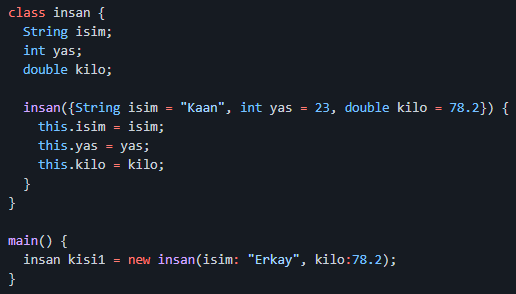 class insan {
  String isim;
  int yas;
  double kilo;

  insan({String isim = "Kaan", int yas = 23, double kilo = 78.2}) {
    this.isim = isim;
    this.yas = yas;
    this.kilo = kilo;
  }
}

main() {
  insan kisi1 = new insan(isim: "Erkay", kilo:78.2);
}